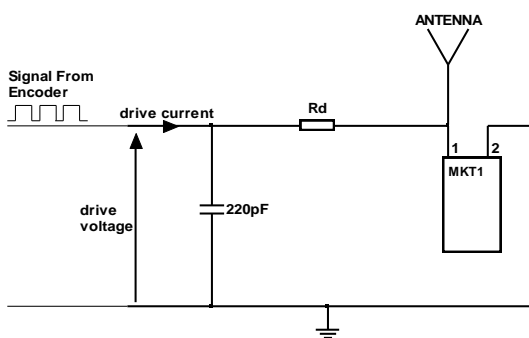 ANTENNA
Signal From
Encoder
drive current
Rd
1
2
MKT1
220pF
drive
voltage